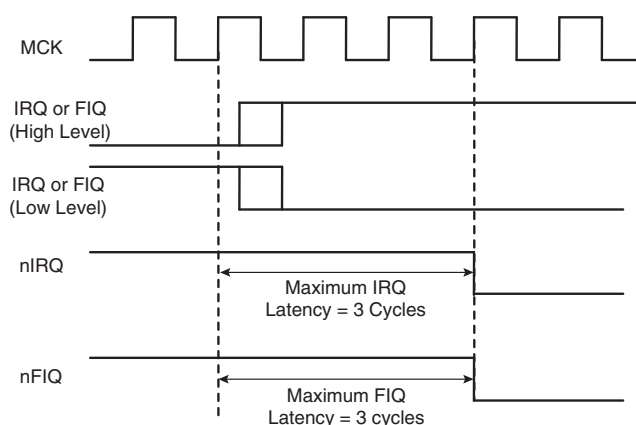 MCK
IRQ or FIQ
(High Level)
IRQ or FIQ
(Low Level)
nIRQ
Maximum IRQ
Latency = 3 Cycles
nFIQ
Maximum FIQ
Latency = 3 cycles